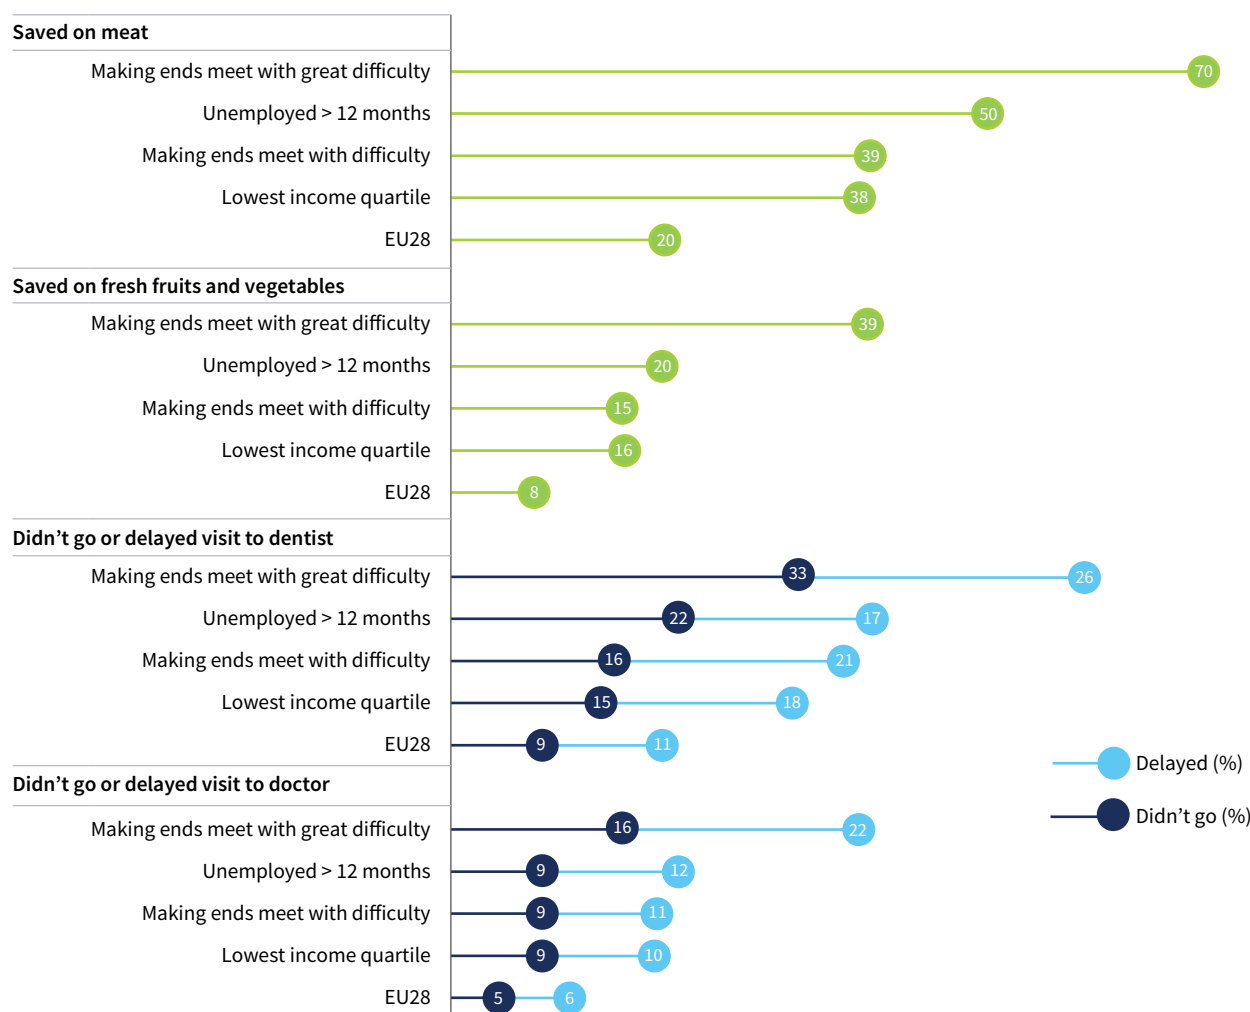 Saved on meat
Making ends meet with great difficulty 70
Unemployed > 12 months 50
Making ends meet with difficulty 39
Lowest income quartile 38
EU28 20
Saved on fresh fruits and vegetables
Making ends meet with great difficulty 39
Unemployed > 12 months 20
Making ends meet with difficulty 15
Lowest income quartile 16
EU28 8
Didn’t go or delayed visit to dentist
Making ends meet with great difficulty 33 26
Unemployed > 12 months 22 17
Making ends meet with difficulty 16 21
Lowest income quartile 15 18
EU28 9 11
Delayed (%)
Didn’t go (%)
Didn’t go or delayed visit to doctor
Making ends meet with great difficulty 16 22
Unemployed > 12 months 9 12
Making ends meet with difficulty 9 11
Lowest income quartile 9 10
EU28 5 6